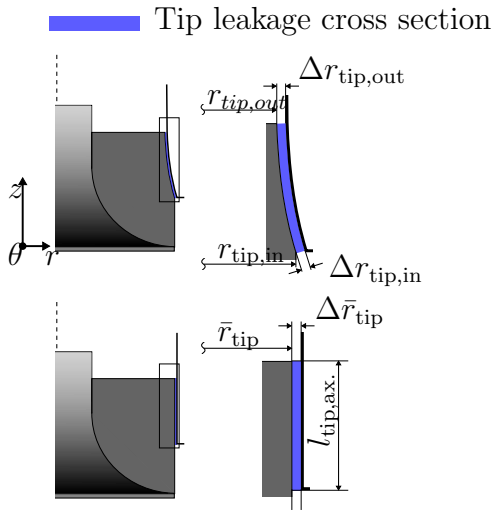 Tip leakage cross section
Δr_tip,out
r_tip,out
z
θ r
r_tip,in
Δr_tip,in
Δr̄_tip
r̄_tip
l_tip,ax.